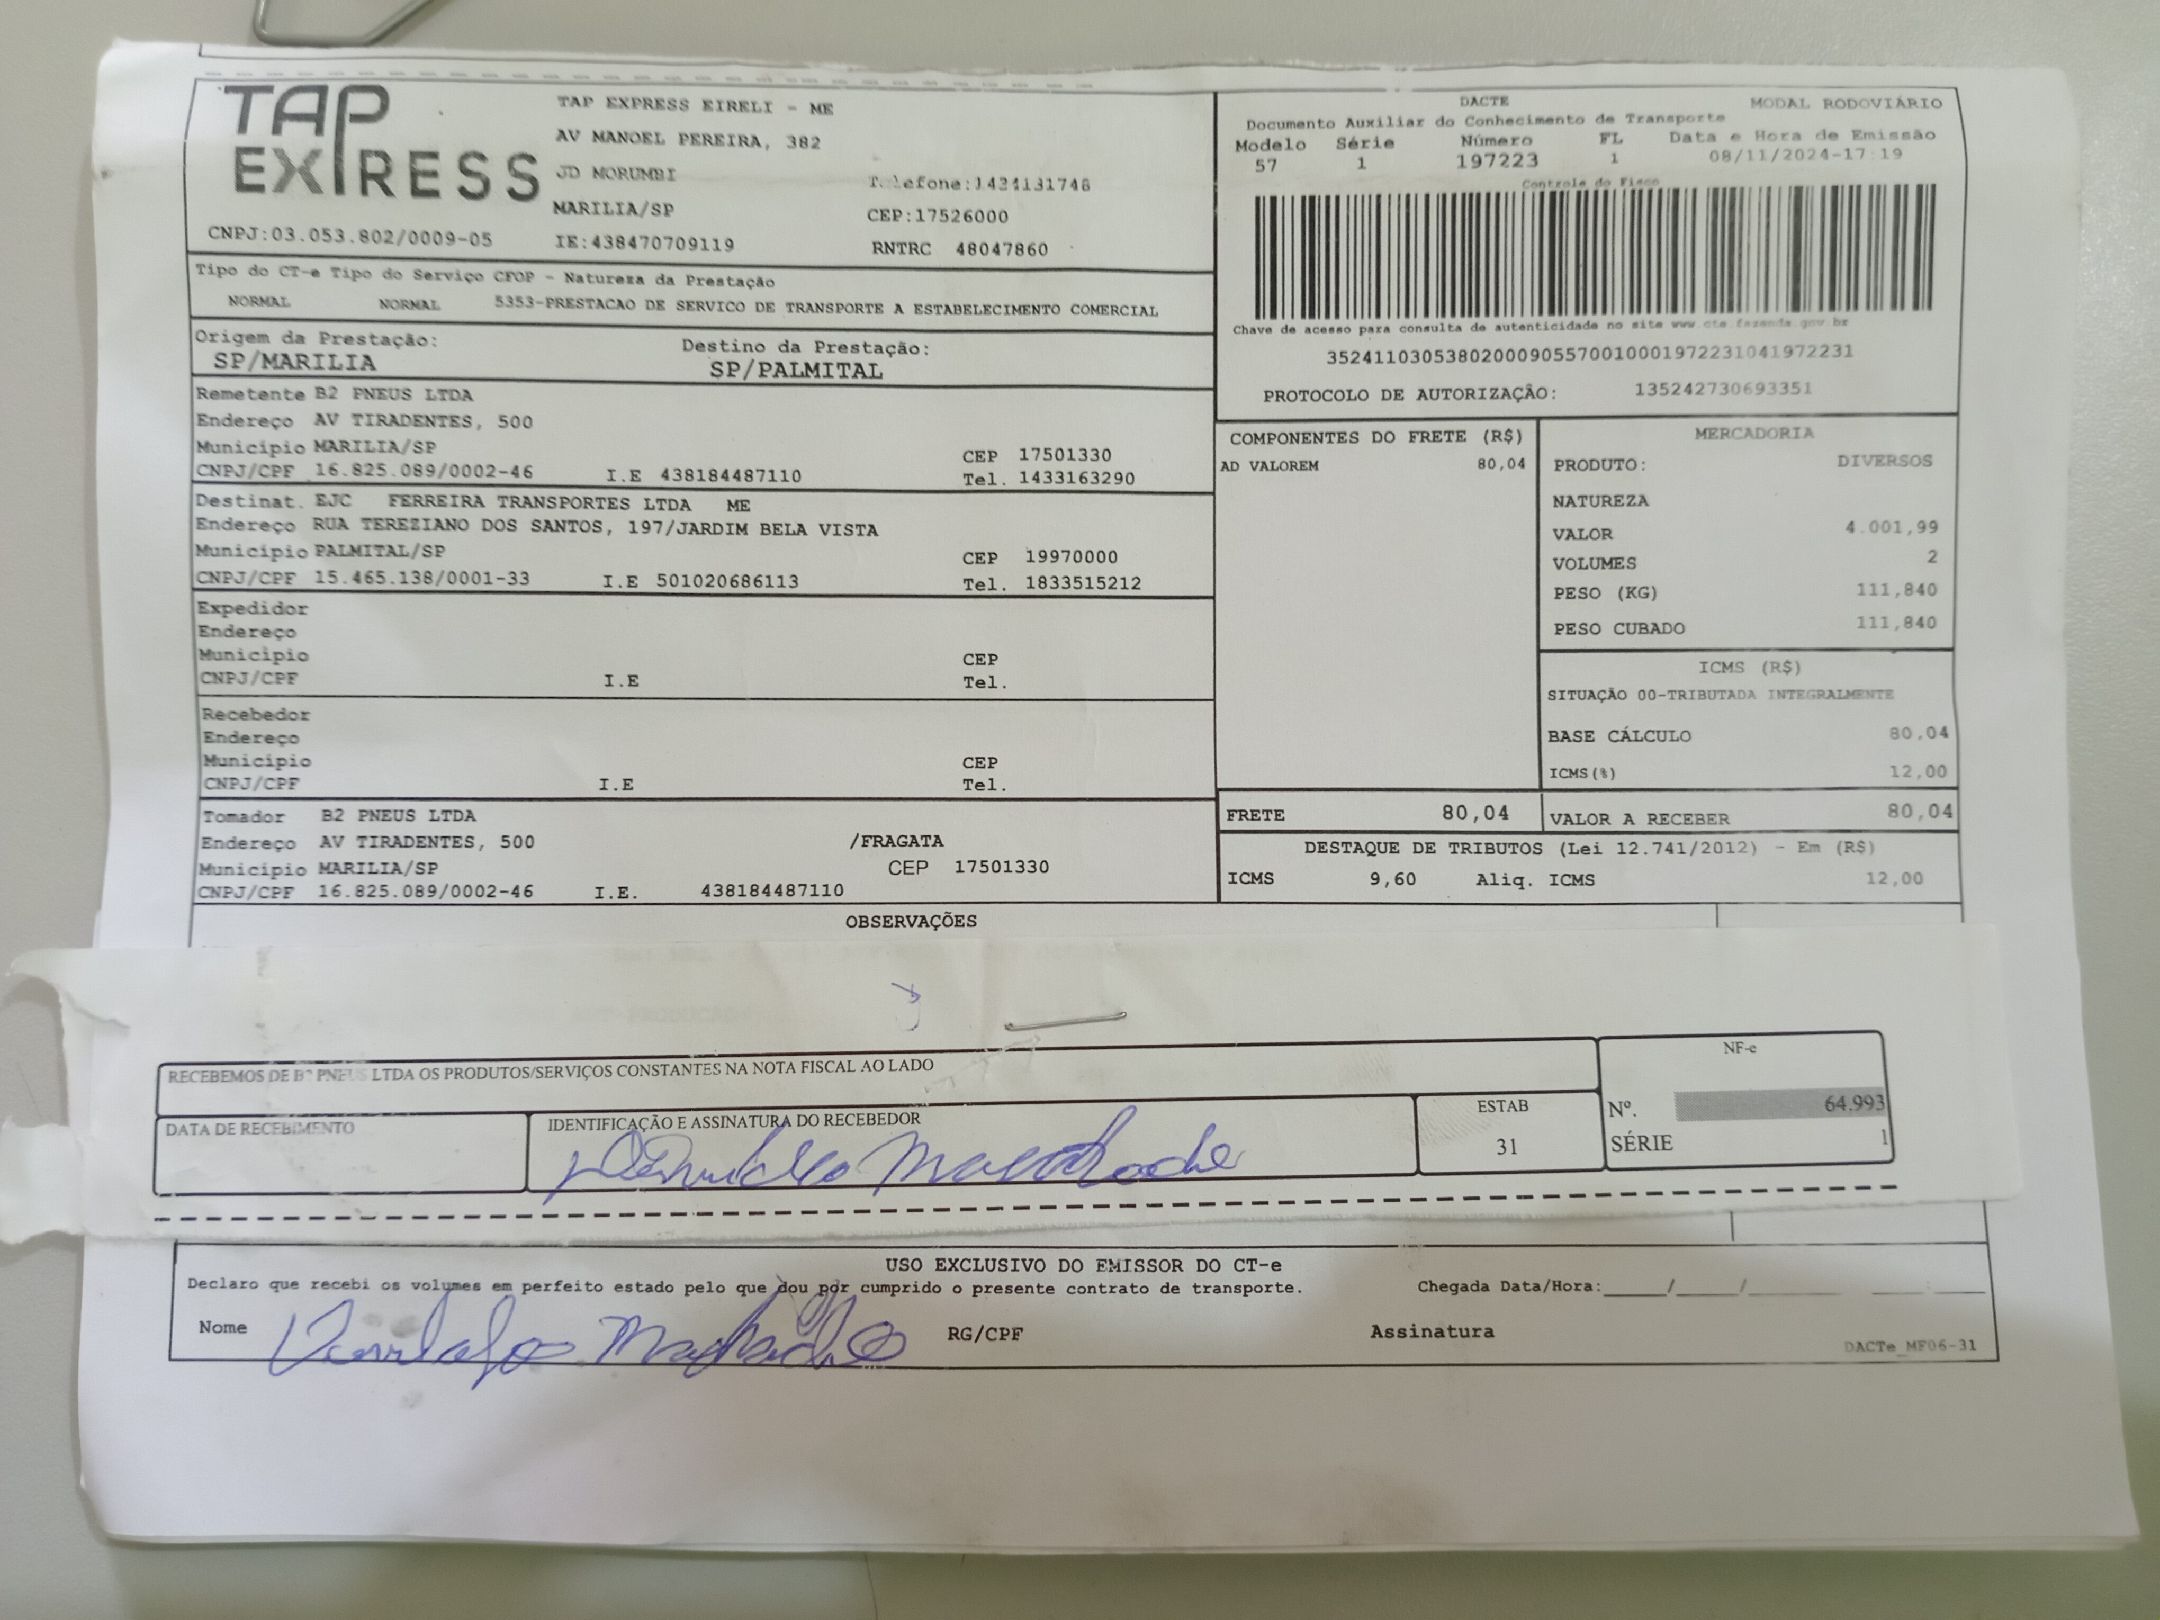 TAP EXPRESS
TAP EXPRESS EIRELI - ME
AV MANOEL PEREIRA, 382
JD MORUMBI
Telefone:1434131748
MARILIA/SP
CEP:17526000
CNPJ:03.053.802/0009-05
IE:438470709119
RNTRC 48047860
DACTE
MODAL RODOVIÁRIO
Documento Auxiliar do Conhecimento de Transporte
Modelo Série Número FL Data e Hora de Emissão
57 1 197223 1 08/11/2024-17:19
Controle do Fisco
Chave de acesso para consulta de autenticidade no site www.cte.fazenda.gov.br
35241103053802000905570010001972231041972231
PROTOCOLO DE AUTORIZAÇÃO: 135242730693351
Tipo do CT-e Tipo do Serviço CFOP - Natureza da Prestação
NORMAL NORMAL 5353-PRESTACAO DE SERVICO DE TRANSPORTE A ESTABELECIMENTO COMERCIAL
Origem da Prestação: Destino da Prestação:
SP/MARILIA SP/PALMITAL
Remetente B2 PNEUS LTDA
Endereço AV TIRADENTES, 500
Município MARILIA/SP CEP 17501330
CNPJ/CPF 16.825.089/0002-46 I.E 438184487110 Tel. 1433163290
Destinat. EJC FERREIRA TRANSPORTES LTDA ME
Endereço RUA TEREZIANO DOS SANTOS, 197/JARDIM BELA VISTA
Município PALMITAL/SP CEP 19970000
CNPJ/CPF 15.465.138/0001-33 I.E 501020686113 Tel. 1833515212
Expedidor
Endereço
Município CEP
CNPJ/CPF I.E Tel.
Recebedor
Endereço
Município CEP
CNPJ/CPF I.E Tel.
Tomador B2 PNEUS LTDA
Endereço AV TIRADENTES, 500 /FRAGATA
Município MARILIA/SP CEP 17501330
CNPJ/CPF 16.825.089/0002-46 I.E. 438184487110
COMPONENTES DO FRETE (R$)
AD VALOREM 80,04
MERCADORIA
PRODUTO: DIVERSOS
NATUREZA
VALOR 4.001,99
VOLUMES 2
PESO (KG) 111,840
PESO CUBADO 111,840
ICMS (R$)
SITUAÇÃO 00-TRIBUTADA INTEGRALMENTE
BASE CÁLCULO 80,04
ICMS(%) 12,00
FRETE 80,04 VALOR A RECEBER 80,04
DESTAQUE DE TRIBUTOS (Lei 12.741/2012) - Em (R$)
ICMS 9,60 Aliq. ICMS 12,00
OBSERVAÇÕES
RECEBEMOS DE B2 PNEUS LTDA OS PRODUTOS/SERVIÇOS CONSTANTES NA NOTA FISCAL AO LADO
DATA DE RECEBIMENTO
IDENTIFICAÇÃO E ASSINATURA DO RECEBEDOR
ESTAB
31
NF-e
Nº. 64.993
SÉRIE 1
USO EXCLUSIVO DO EMISSOR DO CT-e
Declaro que recebi os volumes em perfeito estado pelo que dou por cumprido o presente contrato de transporte. Chegada Data/Hora:____/____/______ ____:____
Nome RG/CPF Assinatura
DACTe_MF06-31